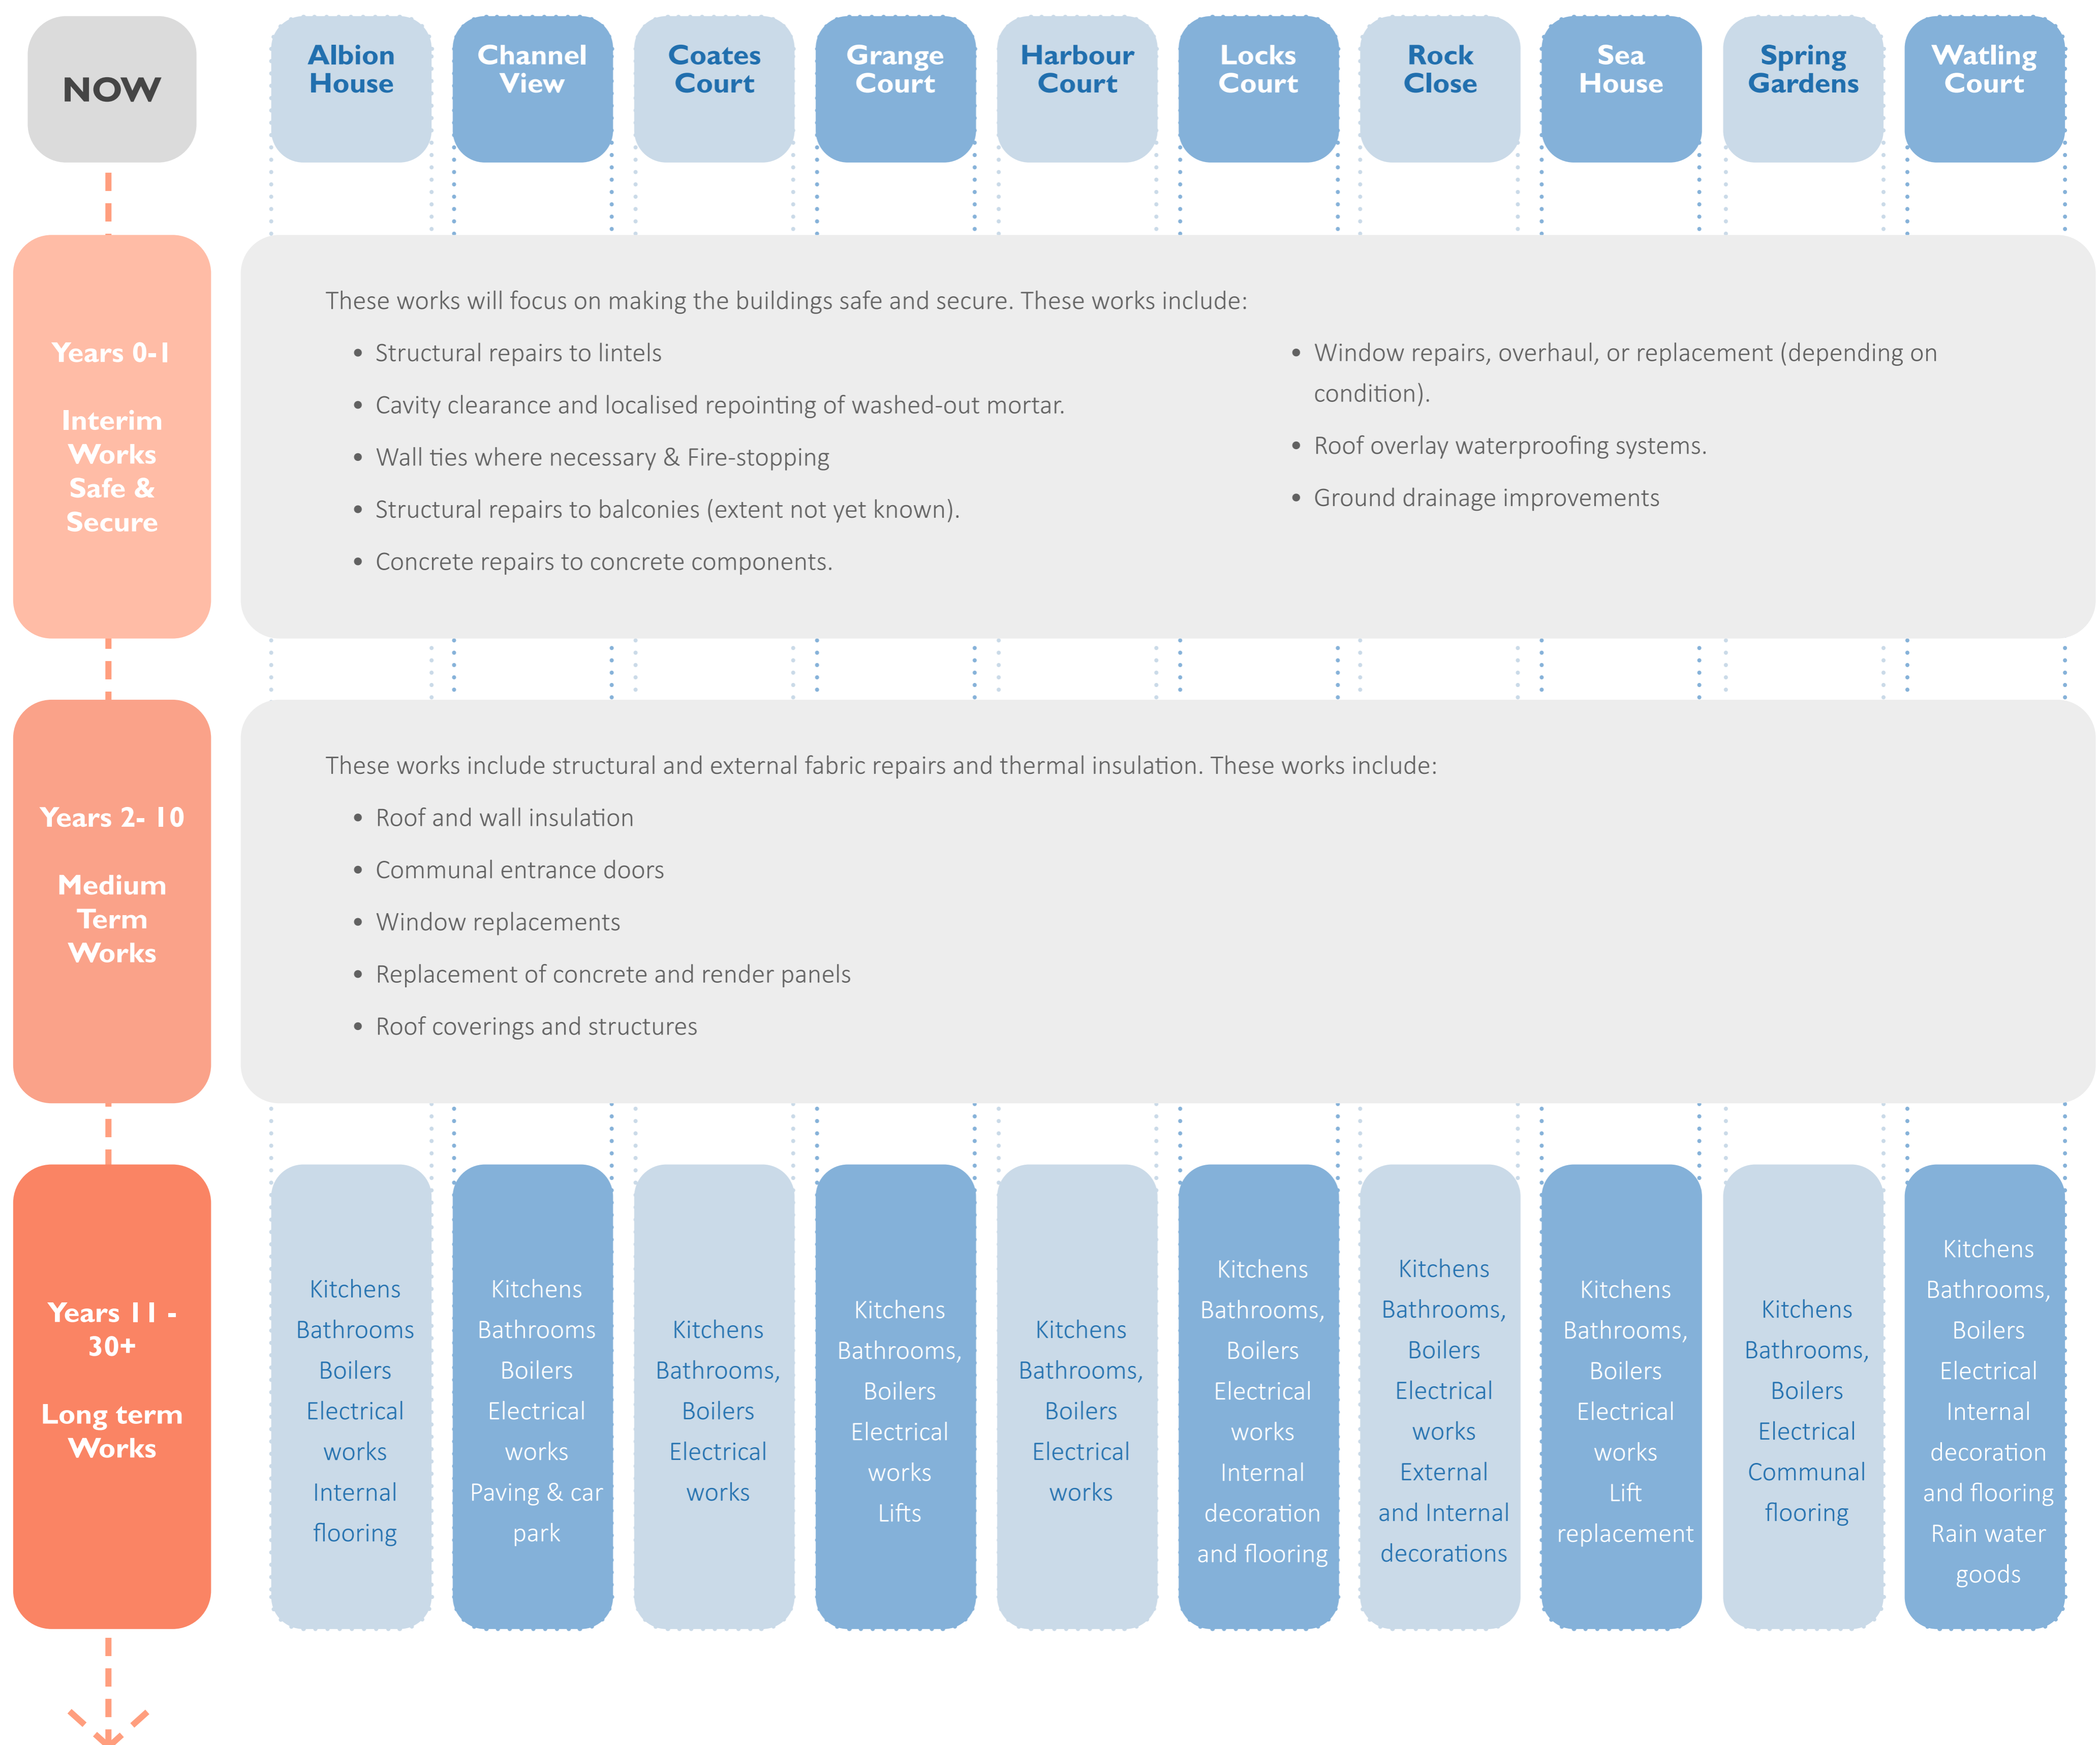 NOW
Albion
House
Channel
View
Coates
Court
Grange
Court
Harbour
Court
Locks
Court
Rock
Close
Sea
House
Spring
Gardens
Watling
Court
Years 0-1
Interim
Works
Safe &
Secure
These works will focus on making the buildings safe and secure. These works include:
• Structural repairs to lintels
• Cavity clearance and localised repointing of washed-out mortar.
• Wall ties where necessary & Fire-stopping
• Structural repairs to balconies (extent not yet known).
• Concrete repairs to concrete components.
• Window repairs, overhaul, or replacement (depending on
condition).
• Roof overlay waterproofing systems.
• Ground drainage improvements
Years 2- 10
Medium
Term
Works
These works include structural and external fabric repairs and thermal insulation. These works include:
• Roof and wall insulation
• Communal entrance doors
• Window replacements
• Replacement of concrete and render panels
• Roof coverings and structures
Years 11 -
30+
Long term
Works
Kitchens
Bathrooms
Boilers
Electrical
works
Internal
flooring
Kitchens
Bathrooms
Boilers
Electrical
works
Paving & car
park
Kitchens
Bathrooms,
Boilers
Electrical
works
Kitchens
Bathrooms,
Boilers
Electrical
works
Lifts
Kitchens
Bathrooms,
Boilers
Electrical
works
Kitchens
Bathrooms,
Boilers
Electrical
works
Internal
decoration
and flooring
Kitchens
Bathrooms,
Boilers
Electrical
works
External
and Internal
decorations
Kitchens
Bathrooms,
Boilers
Electrical
works
Lift
replacement
Kitchens
Bathrooms,
Boilers
Electrical
Communal
flooring
Kitchens
Bathrooms,
Boilers
Electrical
Internal
decoration
and flooring
Rain water
goods